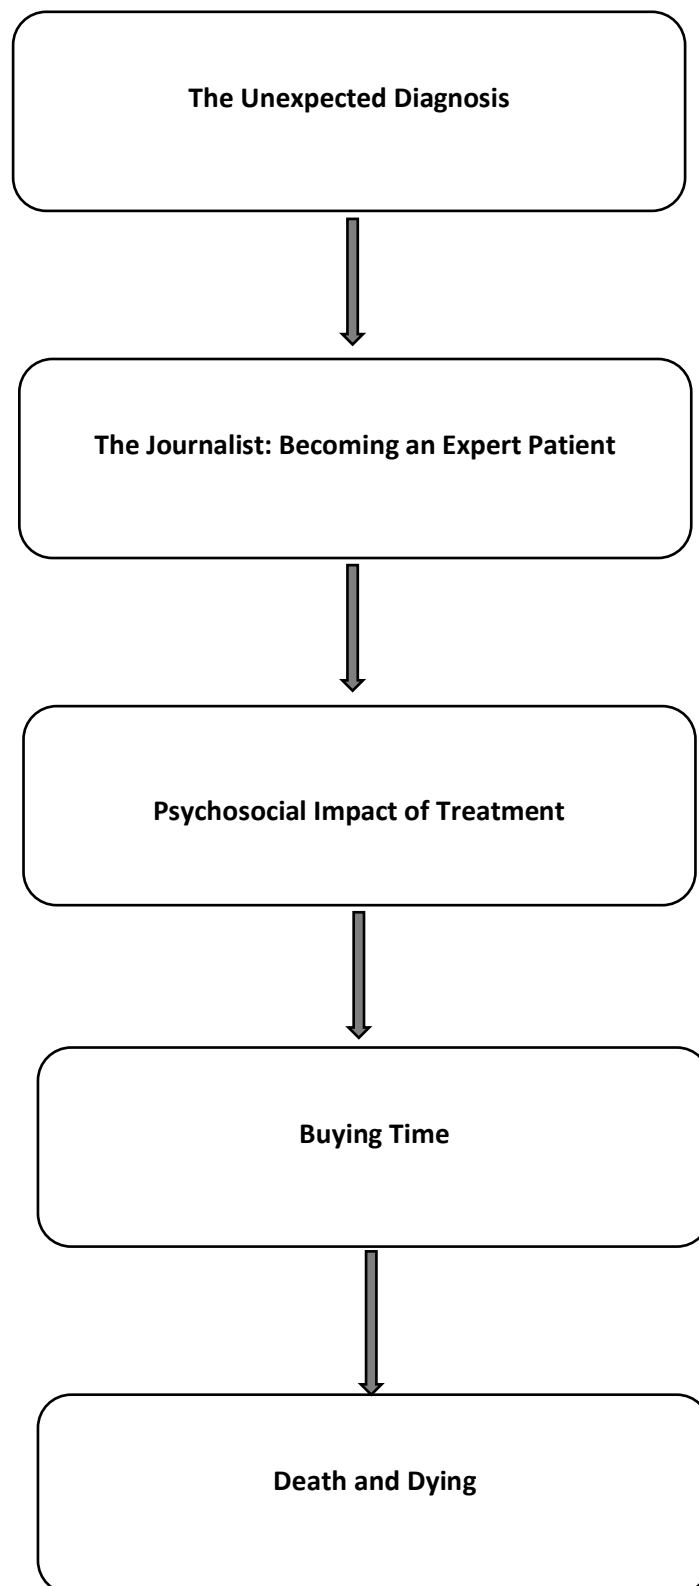 The Unexpected Diagnosis
The Journalist: Becoming an Expert Patient
Psychosocial Impact of Treatment
Buying Time
Death and Dying